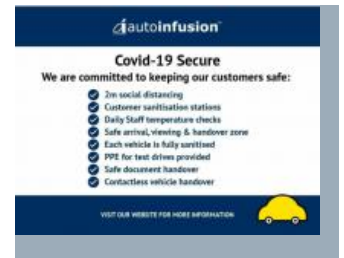 autoinfusion
Covid-19 Secure
We are committed to keeping our customers safe:
2m social distancing
Customer sanitisation stations
Daily Staff temperature checks
Safe arrival, viewing & handover zone
Each vehicle is fully sanitised
PPE for test drives provided
Safe document handover
Contactless vehicle handover
VISIT OUR WEBSITE FOR MORE INFORMATION